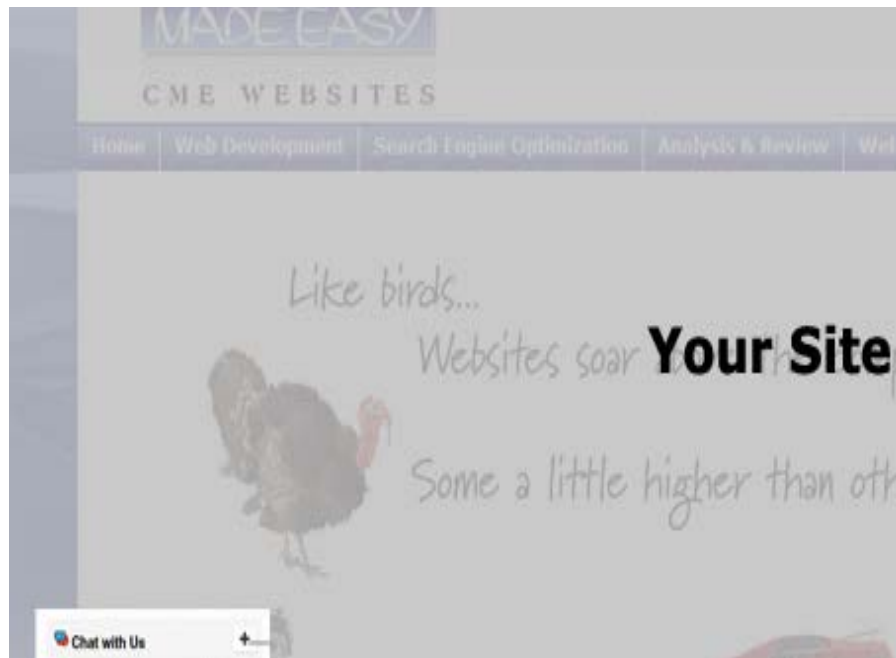 MADE EASY
CME WEBSITES
Home Web Development Search Engine Optimization Analysis & Review
Like birds...
Websites soar
Your Site
Some a little higher than
Chat with Us
+